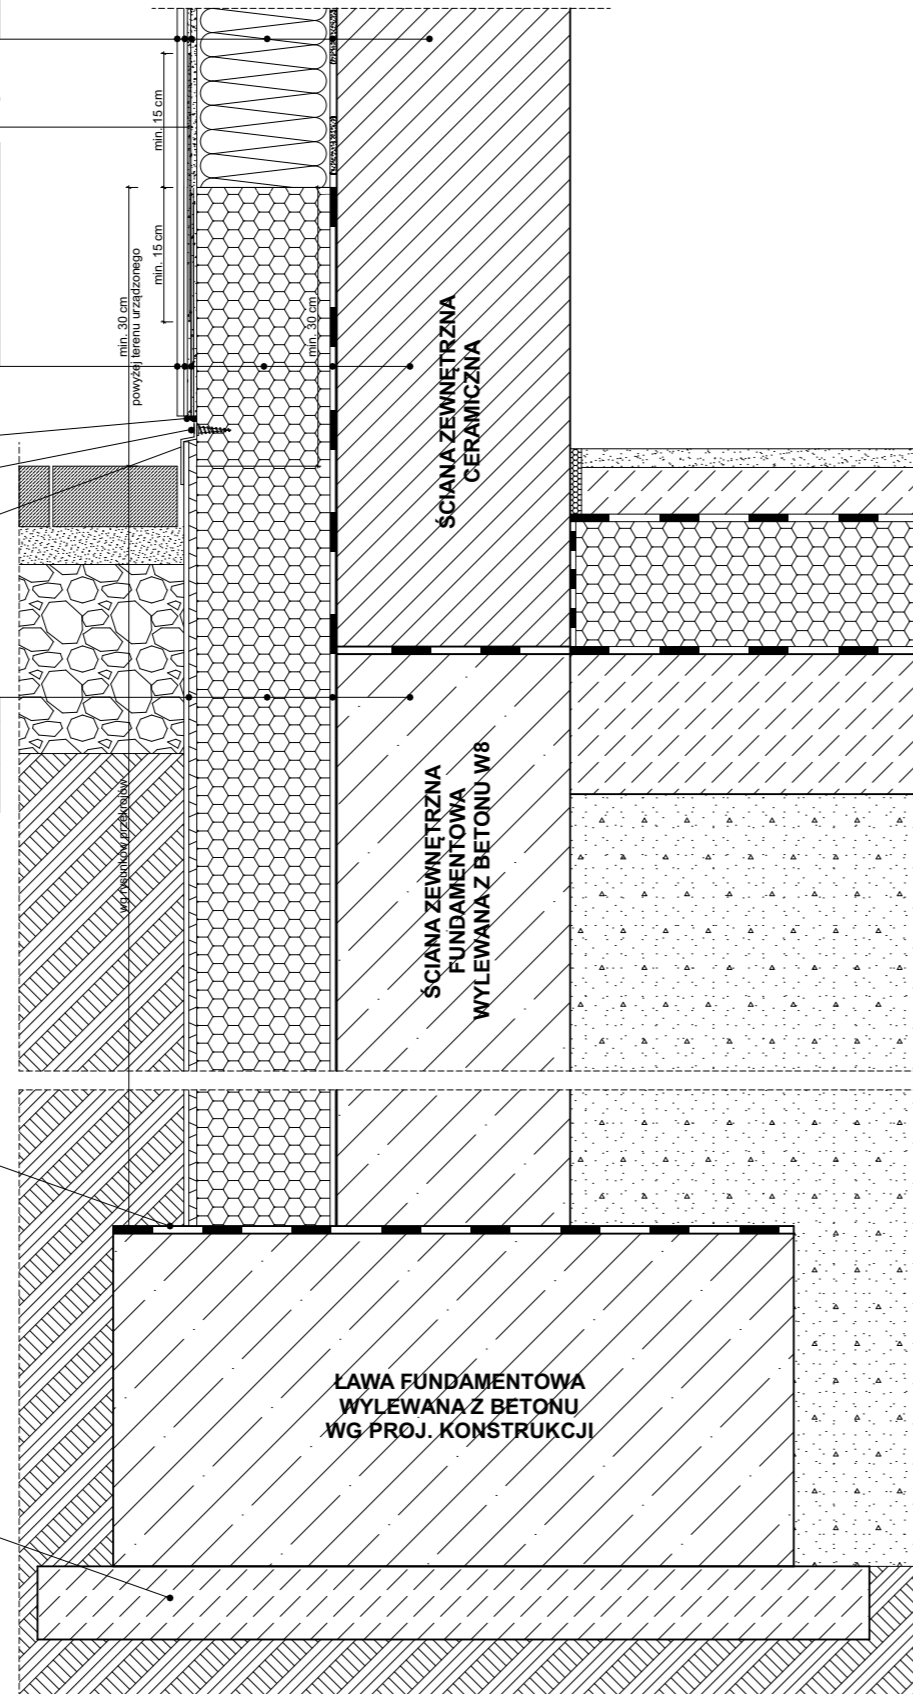 min. 15 cm
min. 15 cm
min. 30 cm
powyżej terenu urządzonego
min. 30 cm
ŚCIANA ZEWNĘTRZNA
CERAMICZNA
ŚCIANA ZEWNĘTRZNA
FUNDAMENTOWA
WYLEWANA Z BETONU W8
wg rysunków przekrojów
ŁAWA FUNDAMENTOWA
WYLEWANA Z BETONU
WG PROJ. KONSTRUKCJI